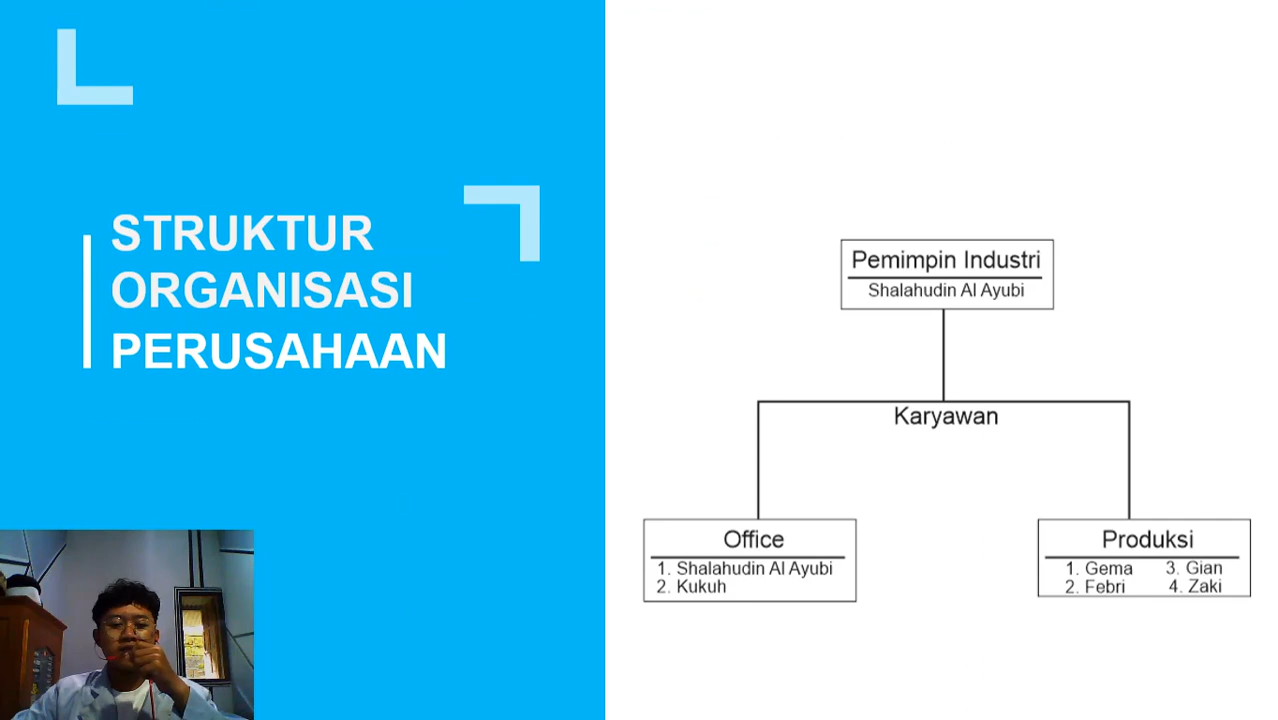 STRUKTUR
ORGANISASI
PERUSAHAAN
Pemimpin Industri
Shalahudin Al Ayubi
Karyawan
Office
1. Shalahudin Al Ayubi
2. Kukuh
Produksi
1. Gema 3. Gian
2. Febri 4. Zaki